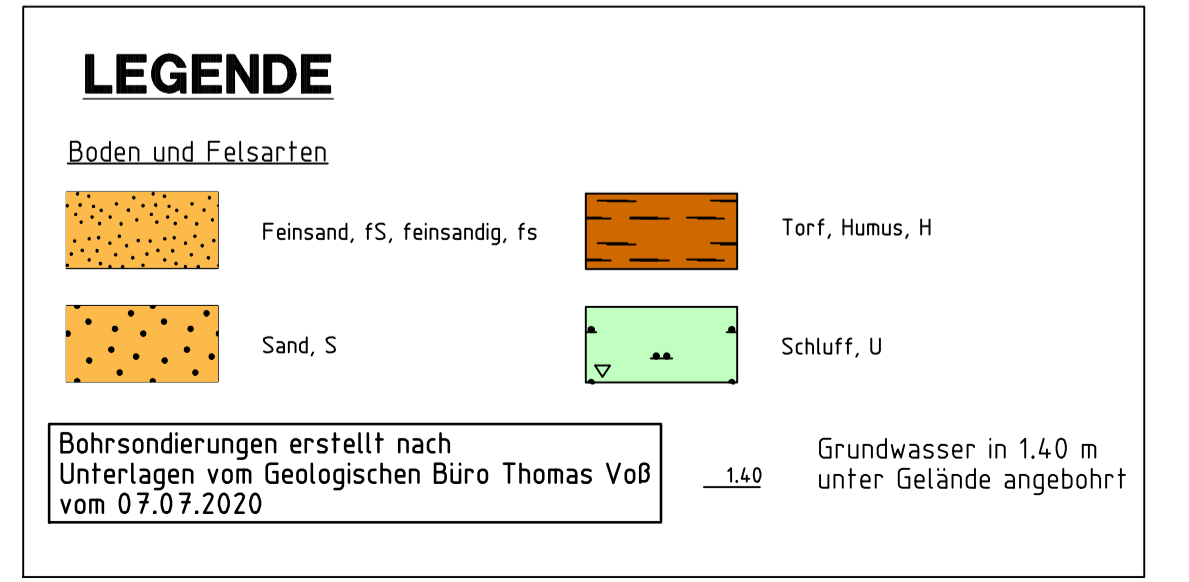 LEGENDE
Boden und Felsarten
Feinsand, fS, feinsandig, fs
Torf, Humus, H
Sand, S
Schluff, U
Bohrsondierungen erstellt nach
Unterlagen vom Geologischen Büro Thomas Voß
vom 07.07.2020
1.40
Grundwasser in 1.40 m
unter Gelände angebohrt